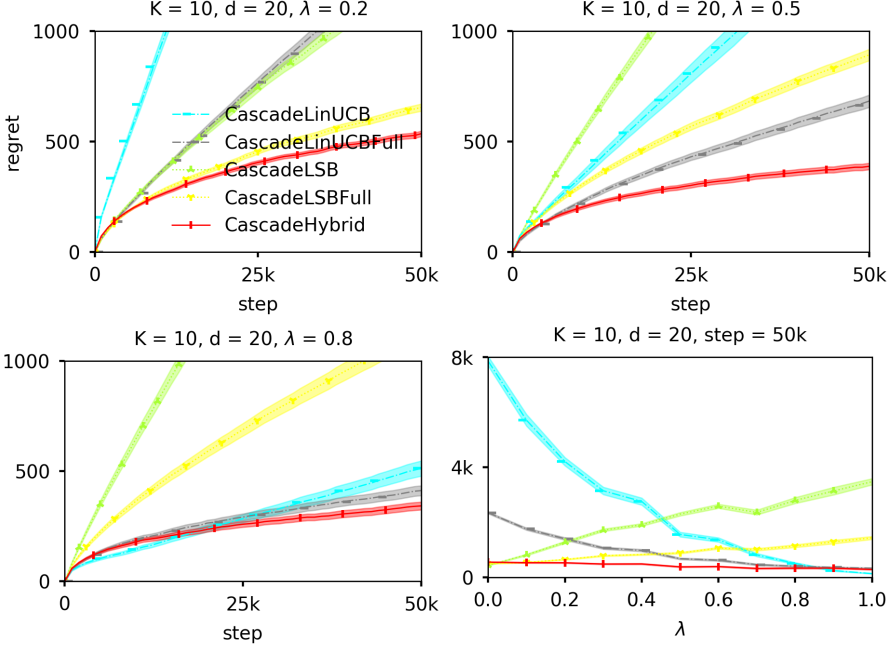 K = 10, d = 20, λ = 0.2
1000
500
0
regret
0 25k 50k
step
CascadeLinUCB
CascadeLinUCBFull
CascadeLSB
CascadeLSBFull
CascadeHybrid
K = 10, d = 20, λ = 0.5
1000
500
0
0 25k 50k
step
K = 10, d = 20, λ = 0.8
1000
500
0
0 25k 50k
step
K = 10, d = 20, step = 50k
8k
4k
0
0.0 0.2 0.4 0.6 0.8 1.0
λ